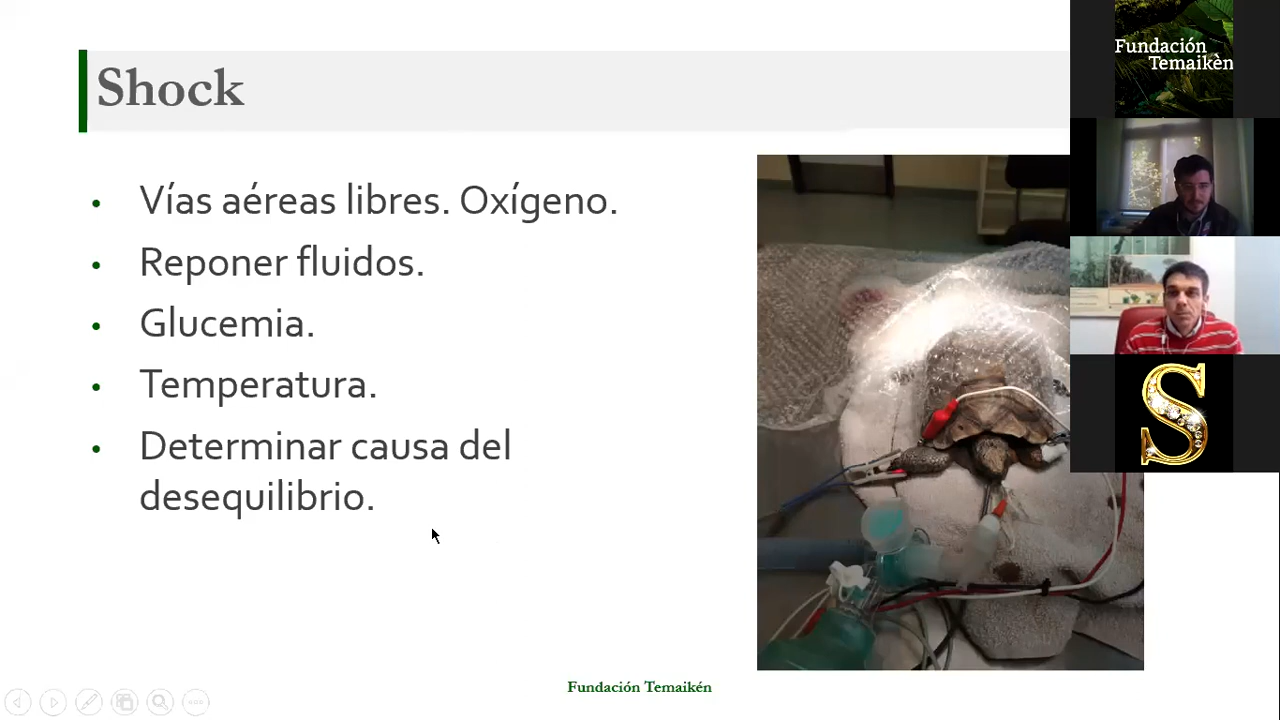 Shock
• Vías aéreas libres. Oxígeno.
• Reponer fluidos.
• Glucemia.
• Temperatura.
• Determinar causa del
desequilibrio.
Fundación Temaikén
Fundación
Temaikèn
S